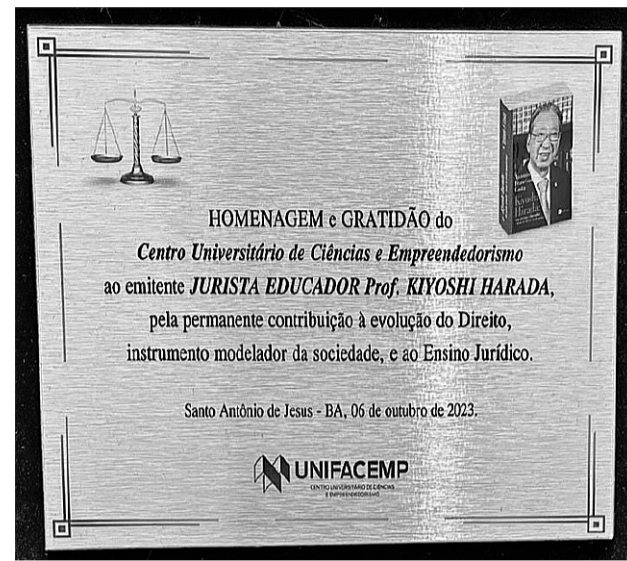 HOMENAGEM e GRATIDÃO do
Centro Universitário de Ciências e Empreendedorismo
ao emitente JURISTA EDUCADOR Prof. KIYOSHI HARADA,
pela permanente contribuição à evolução do Direito,
instrumento modelador da sociedade, e ao Ensino Jurídico.
Santo Antônio de Jesus - BA, 06 de outubro de 2023.
UNIFACEMP
CENTRO UNIVERSITÁRIO DE CIÊNCIAS
E EMPREENDEDORISMO
Kiyoshi
Harada